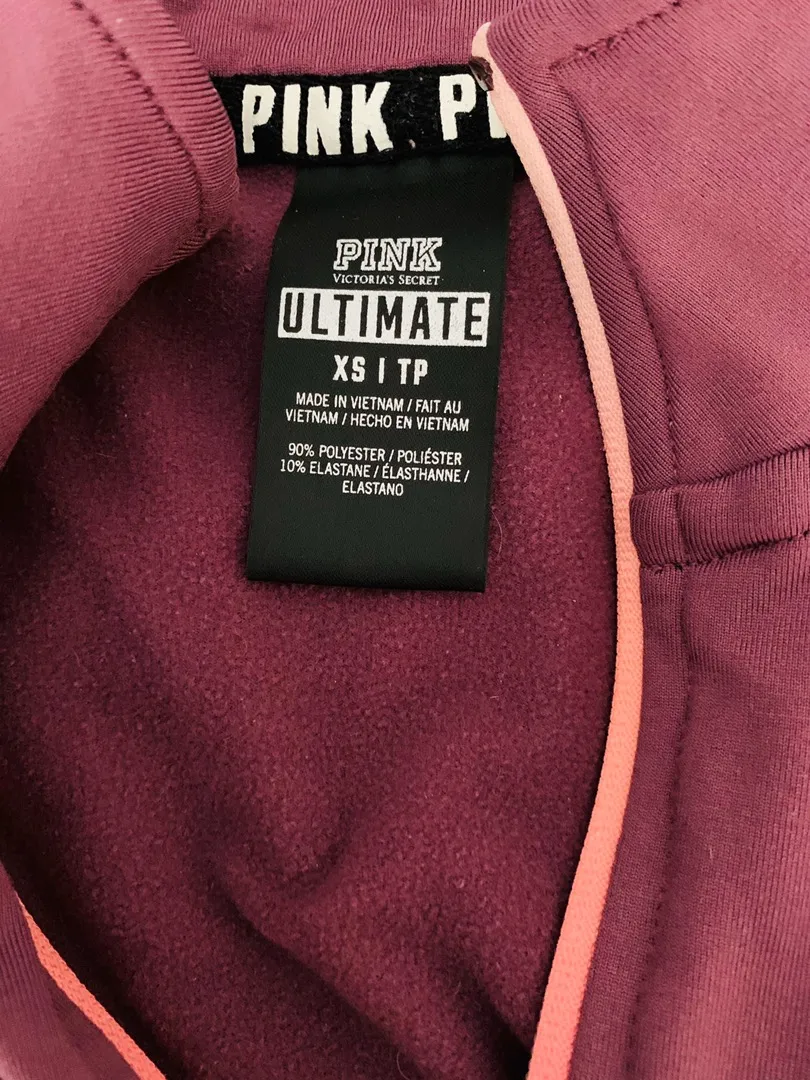 PINK P
PINK
VICTORIA'S SECRET
ULTIMATE
XS | TP
MADE IN VIETNAM / FAIT AU
VIETNAM / HECHO EN VIETNAM
90% POLYESTER / POLIÉSTER
10% ELASTANE / ÉLASTHANNE /
ELASTANO